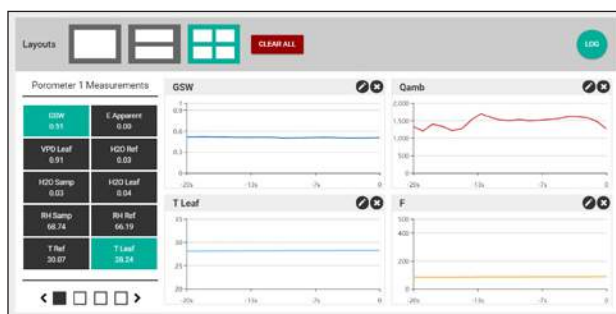 Layouts
CLEAR ALL
LOG
Porometer 1 Measurements
GSW
0.51
E Apparent
0.00
VPD Leaf
0.91
H2O Ref
0.03
H2O Samp
0.03
H2O Leaf
0.04
RH Samp
68.74
RH Ref
66.19
T Ref
30.07
T Leaf
28.24
GSW
1
0.9
0.6
0.3
0
-20s
-13s
-7s
0
Qamb
2,000
1,500
1,000
500
0
-20s
-13s
-7s
0
T Leaf
35
30
25
20
-20s
-13s
-7s
0
F
500
400
200
0
-20s
-13s
-7s
0